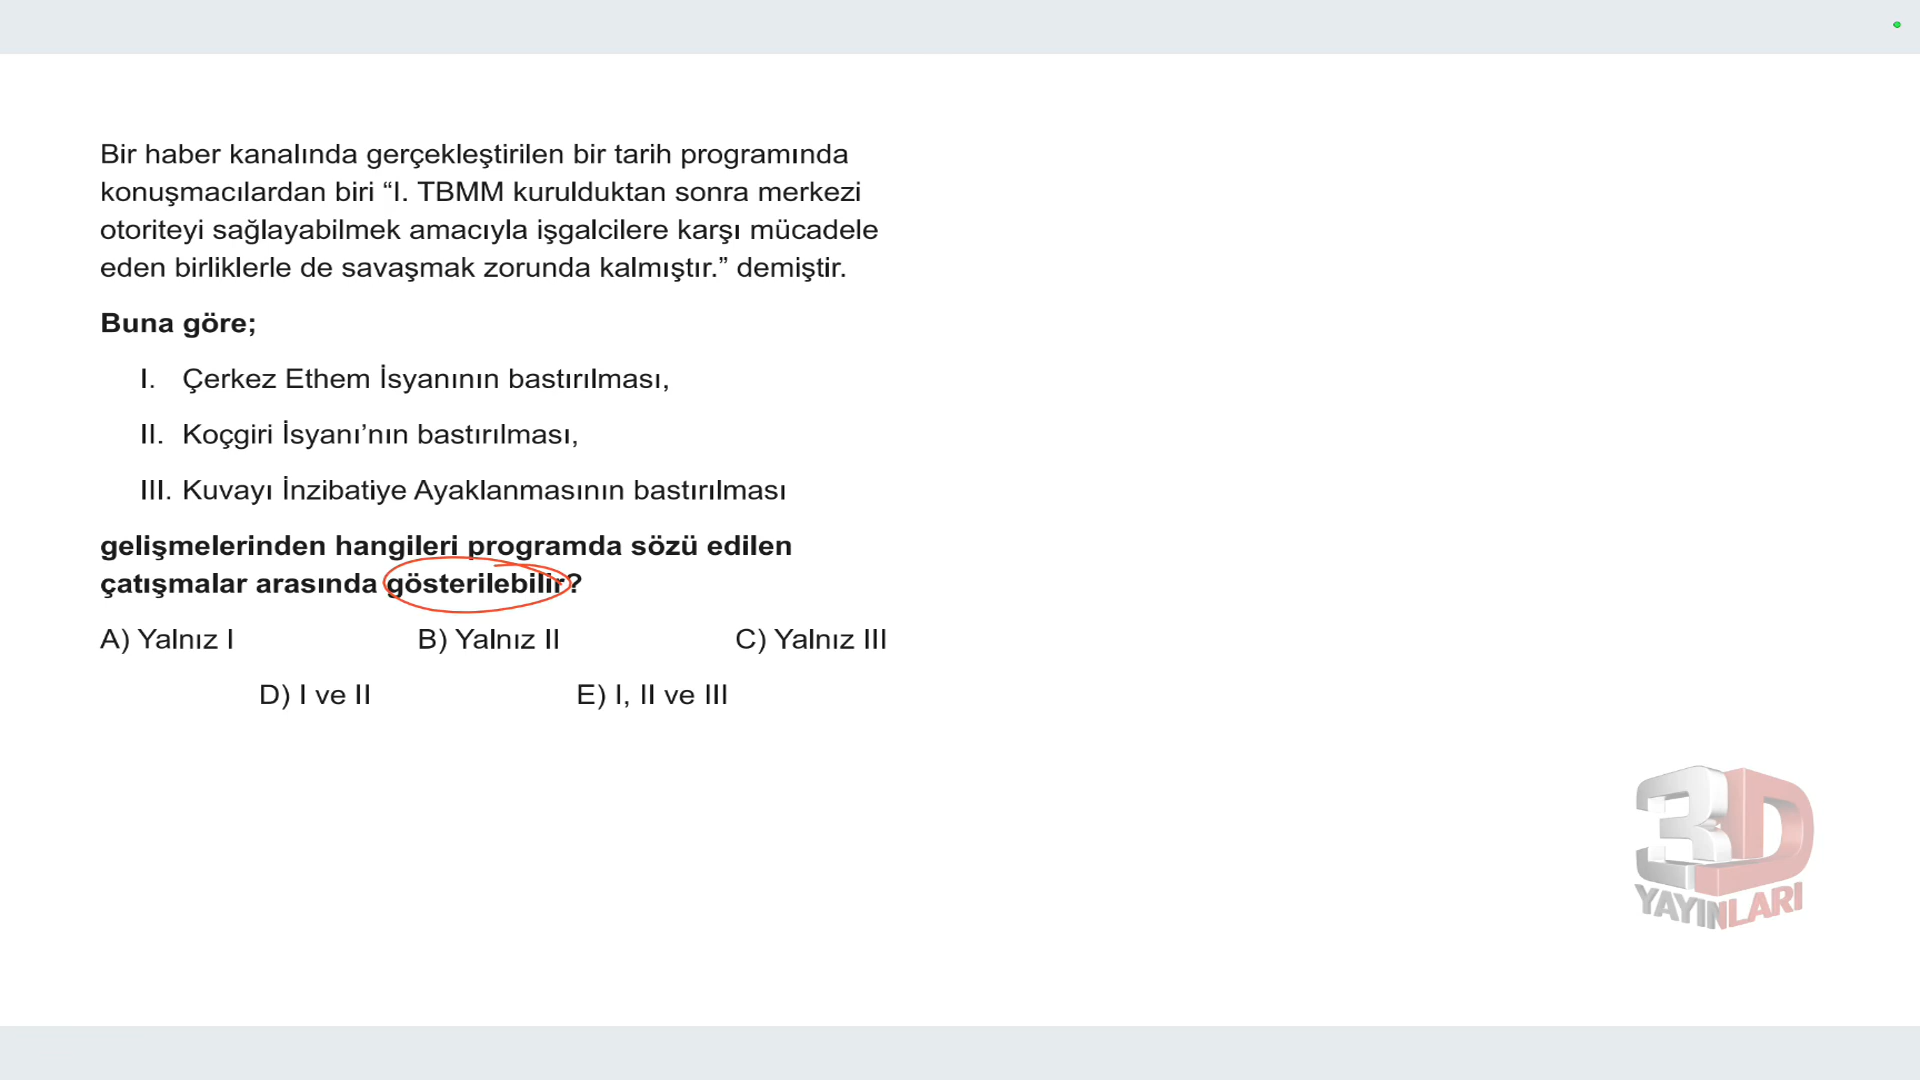 Bir haber kanalında gerçekleştirilen bir tarih programında
konuşmacılardan biri “I. TBMM kurulduktan sonra merkezi
otoriteyi sağlayabilmek amacıyla işgalcilere karşı mücadele
eden birliklerle de savaşmak zorunda kalmıştır.” demiştir.
Buna göre;
I. Çerkez Ethem İsyanının bastırılması,
II. Koçgiri İsyanı’nın bastırılması,
III. Kuvayı İnzibatiye Ayaklanmasının bastırılması
gelişmelerinden hangileri programda sözü edilen
çatışmalar arasında gösterilebilir?
A) Yalnız I B) Yalnız II C) Yalnız III
D) I ve II E) I, II ve III
3D
YAYINLARI